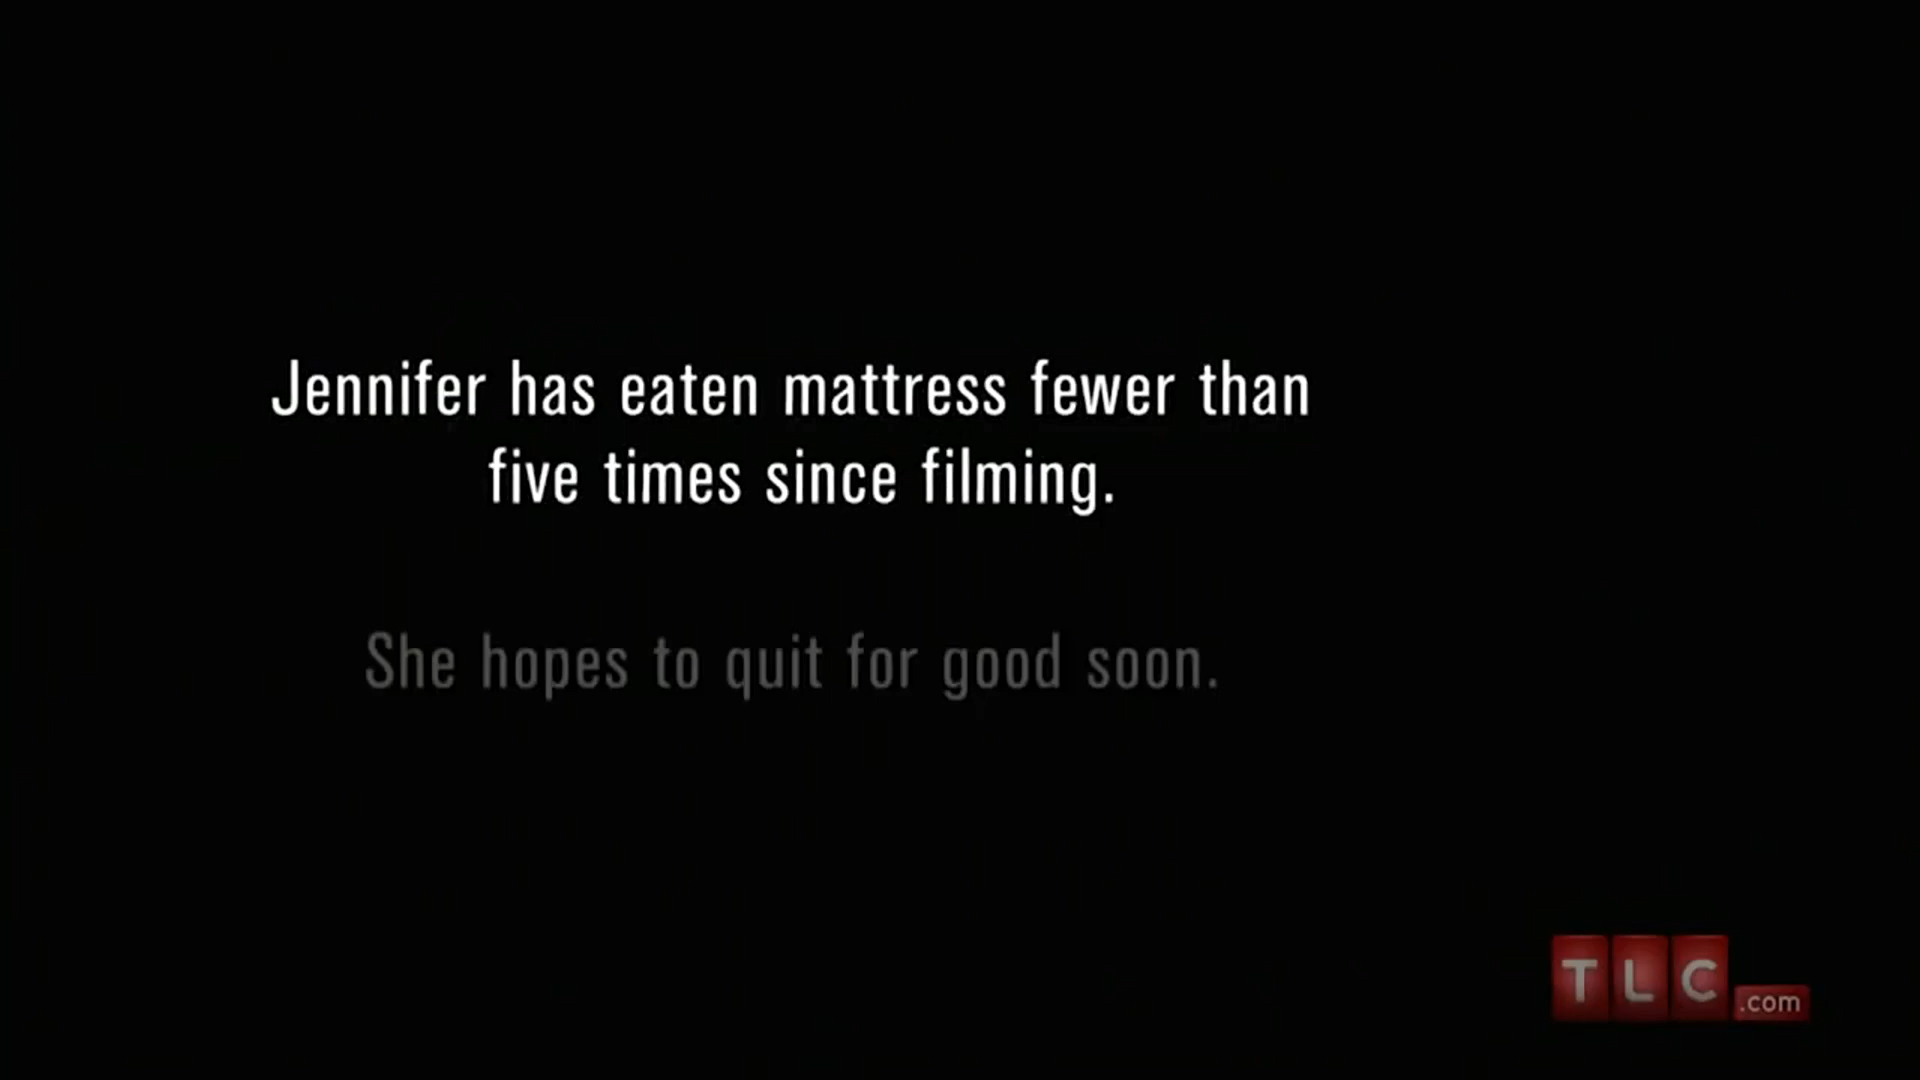 Jennifer has eaten mattress fewer than
five times since filming.
She hopes to quit for good soon.
TLC.com